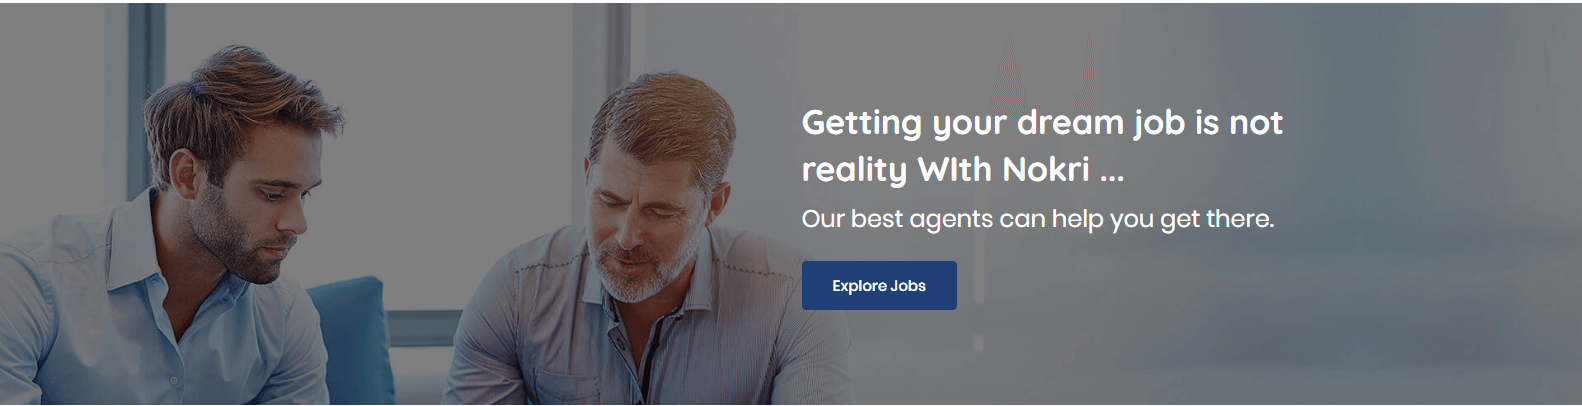 Getting your dream job is not
reality WIth Nokri ...
Our best agents can help you get there.
Explore Jobs